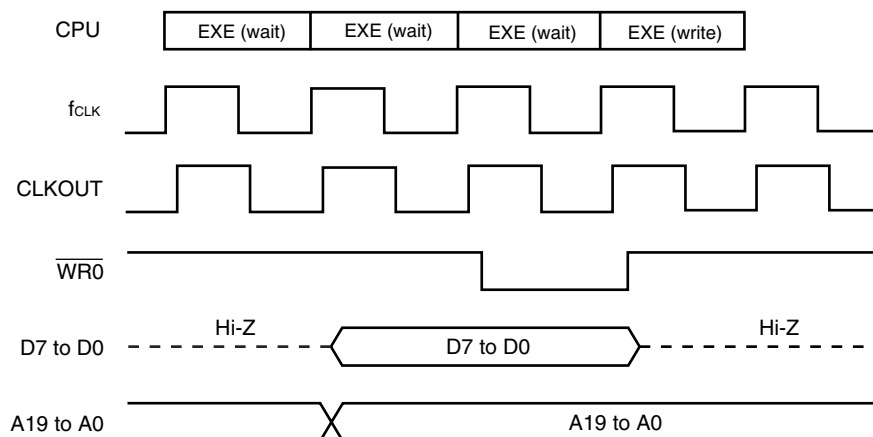 CPU EXE (wait) EXE (wait) EXE (wait) EXE (write)
fCLK
CLKOUT
WR0
Hi-Z Hi-Z
D7 to D0 D7 to D0
A19 to A0 A19 to A0